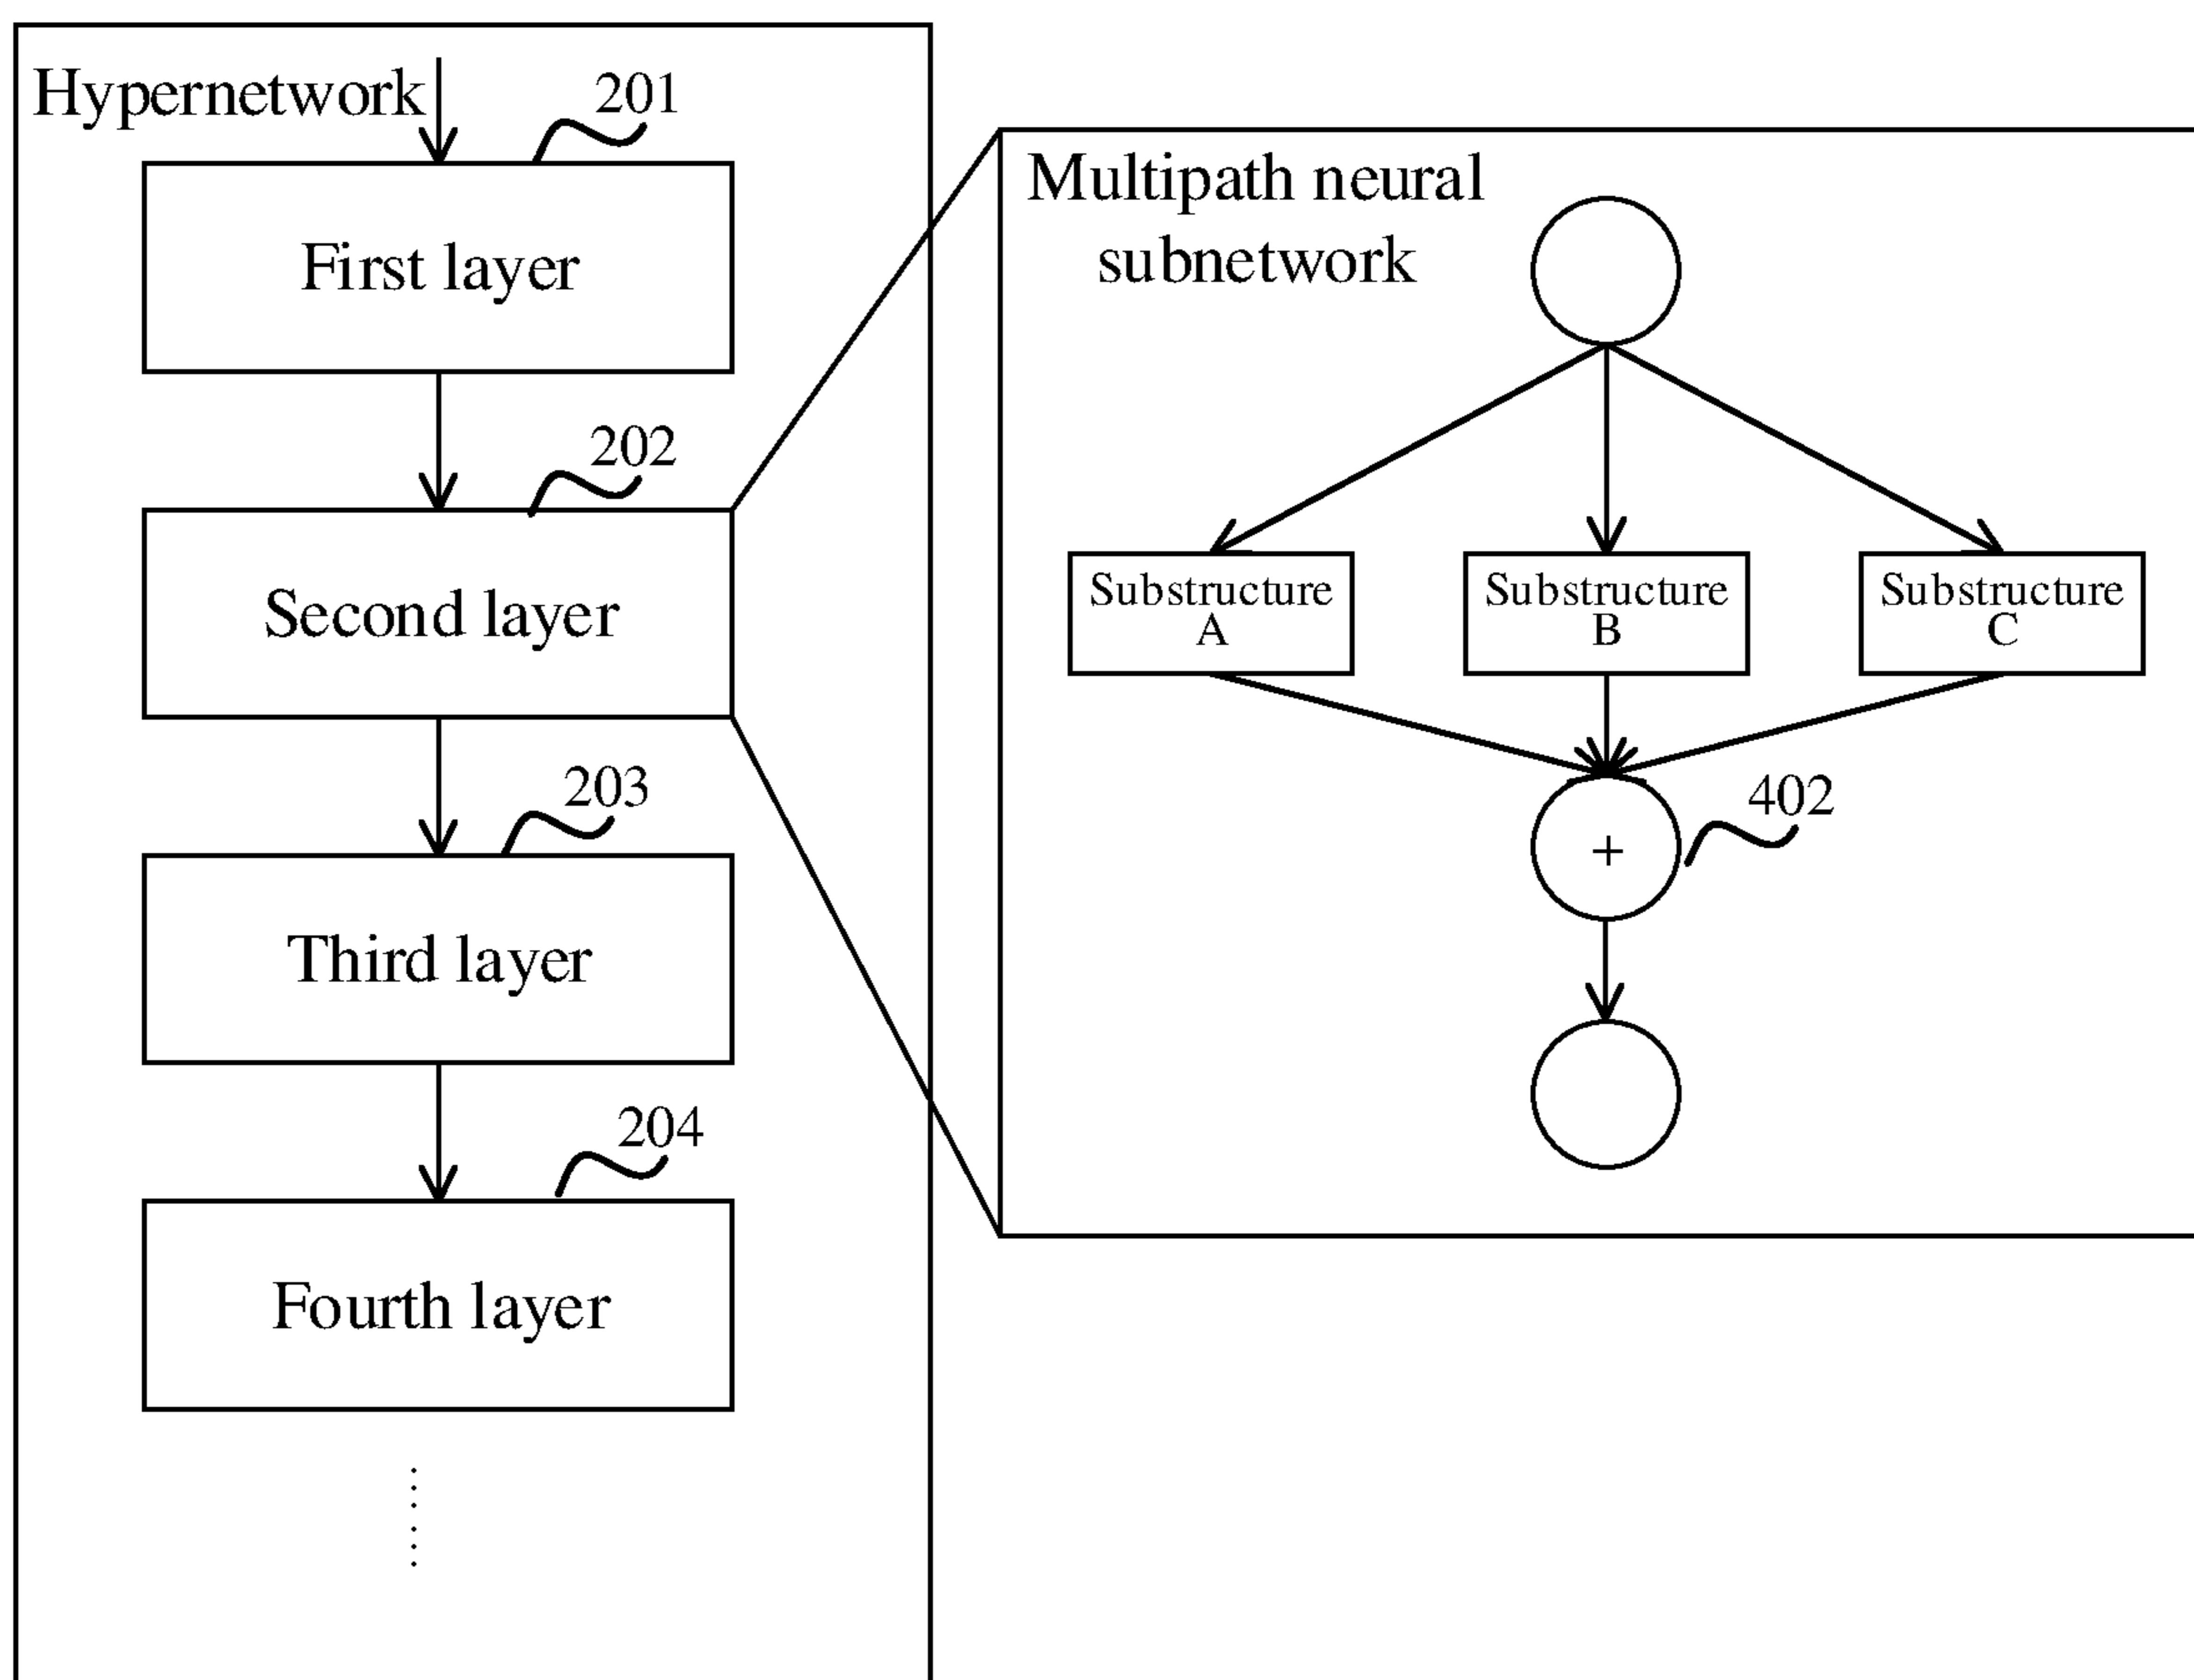 Hypernetwork
201
First layer
202
Second layer
203
Third layer
204
Fourth layer
Multipath neural
subnetwork
Substructure
A
Substructure
B
Substructure
C
+
402